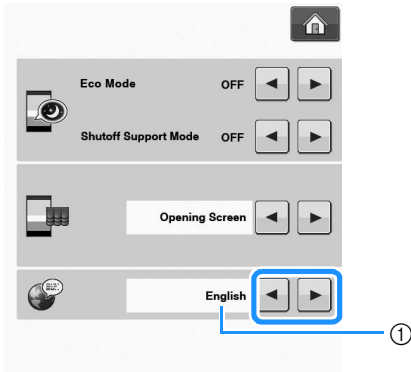 Eco Mode OFF
Shutoff Support Mode OFF
Opening Screen
English
①